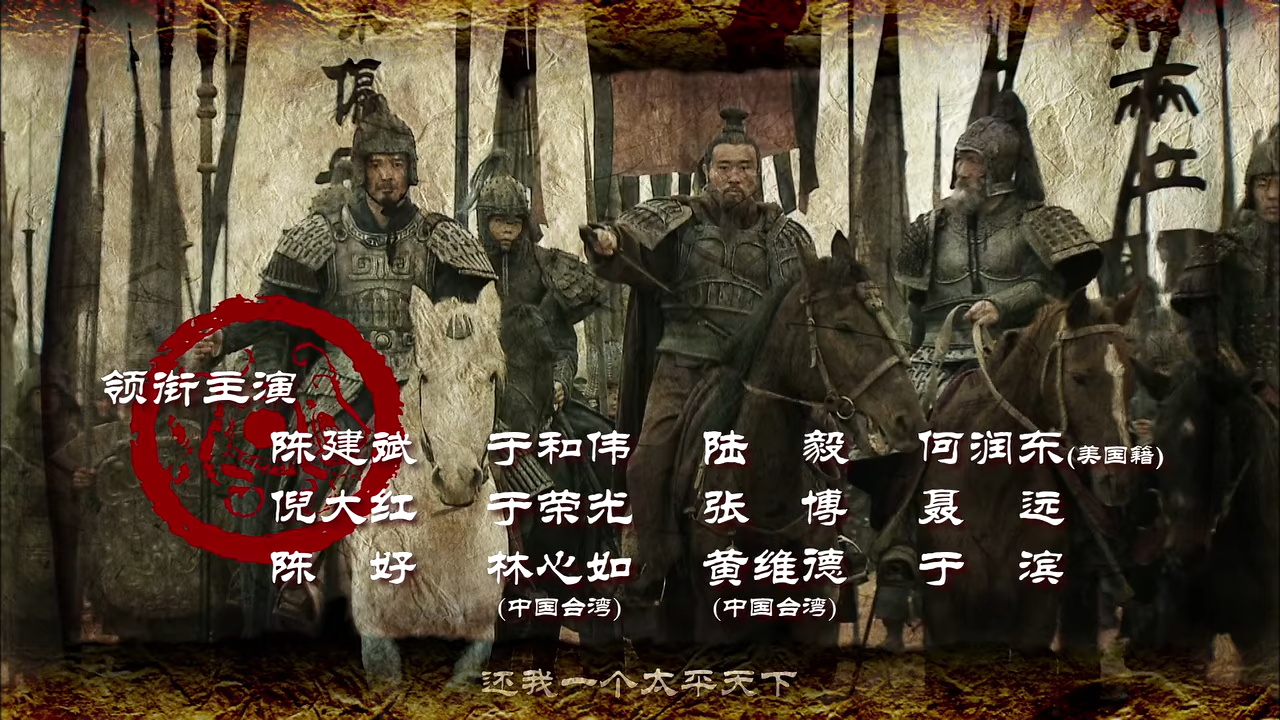 领衔主演
陈建斌 于和伟 陆毅 何润东(美国籍)
倪大红 于荣光 张博 聂远
陈好 林心如 黄维德 于滨
(中国台湾) (中国台湾)
还我一个太平天下